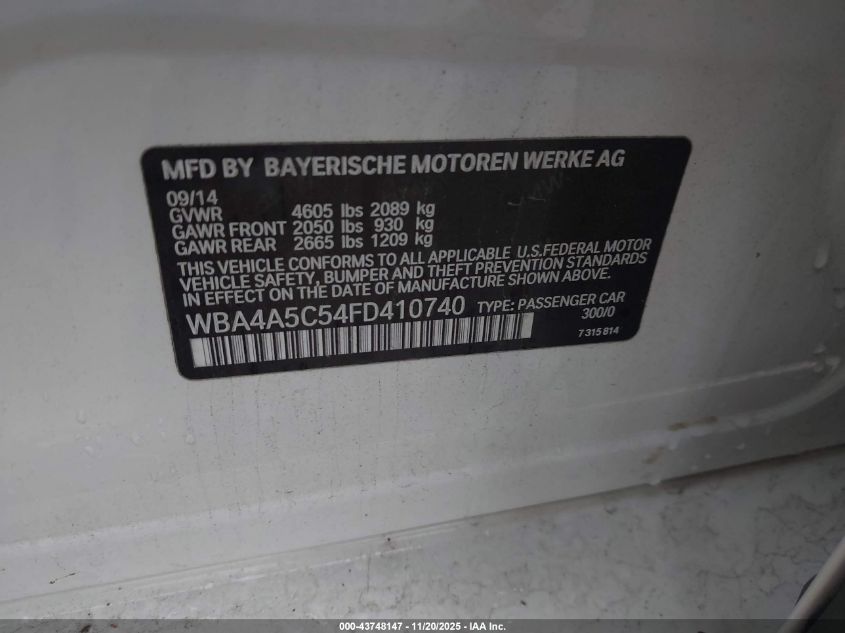 MFD BY BAYERISCHE MOTOREN WERKE AG
09/14
GVWR 4605 lbs 2089 kg
GAWR FRONT 2050 lbs 930 kg
GAWR REAR 2665 lbs 1209 kg
THIS VEHICLE CONFORMS TO ALL APPLICABLE U.S.FEDERAL MOTOR
VEHICLE SAFETY, BUMPER AND THEFT PREVENTION STANDARDS
IN EFFECT ON THE DATE OF MANUFACTURE SHOWN ABOVE.
WBA4A5C54FD410740 TYPE: PASSENGER CAR
300/0
7 315 814
000-43748147 - 11/20/2025 - IAA Inc.